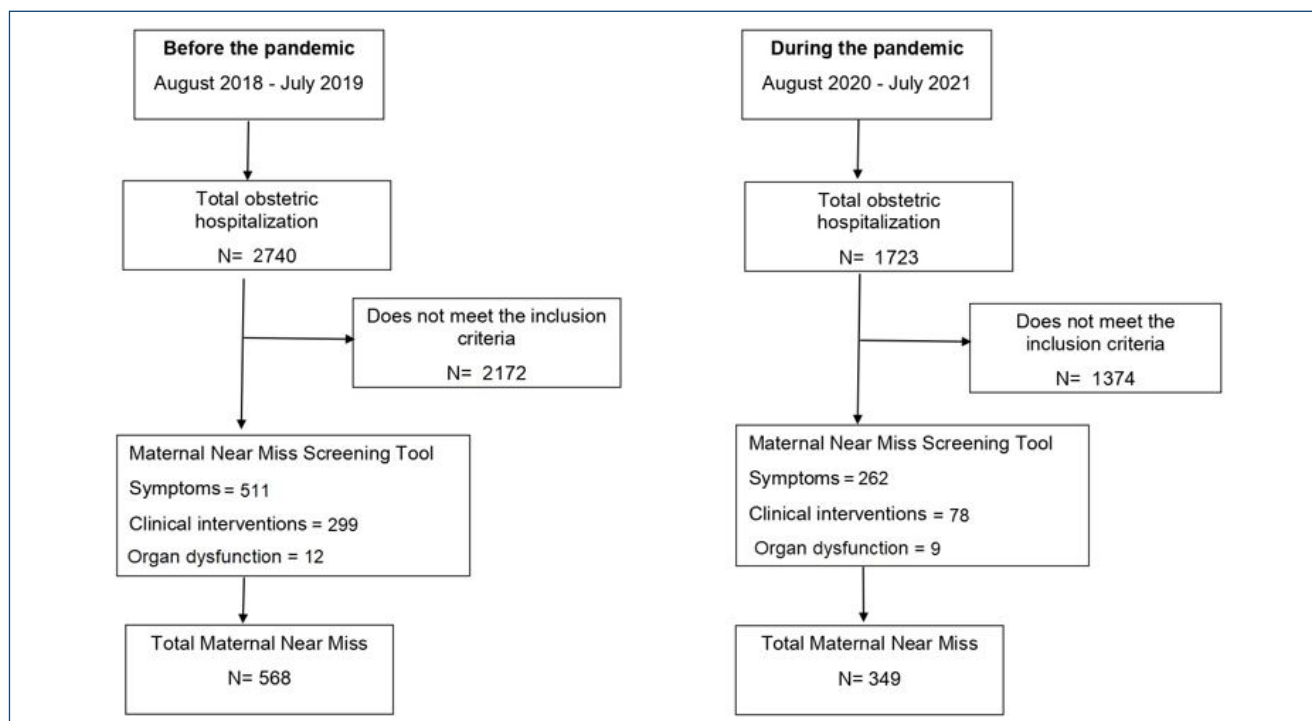 Before the pandemic
August 2018 - July 2019
Total obstetric
hospitalization
N= 2740
Does not meet the inclusion
criteria
N= 2172
Maternal Near Miss Screening Tool
Symptoms = 511
Clinical interventions = 299
Organ dysfunction = 12
Total Maternal Near Miss
N= 568
During the pandemic
August 2020 - July 2021
Total obstetric
hospitalization
N= 1723
Does not meet the
inclusion criteria
N= 1374
Maternal Near Miss Screening Tool
Symptoms = 262
Clinical interventions = 78
Organ dysfunction = 9
Total Maternal Near Miss
N= 349